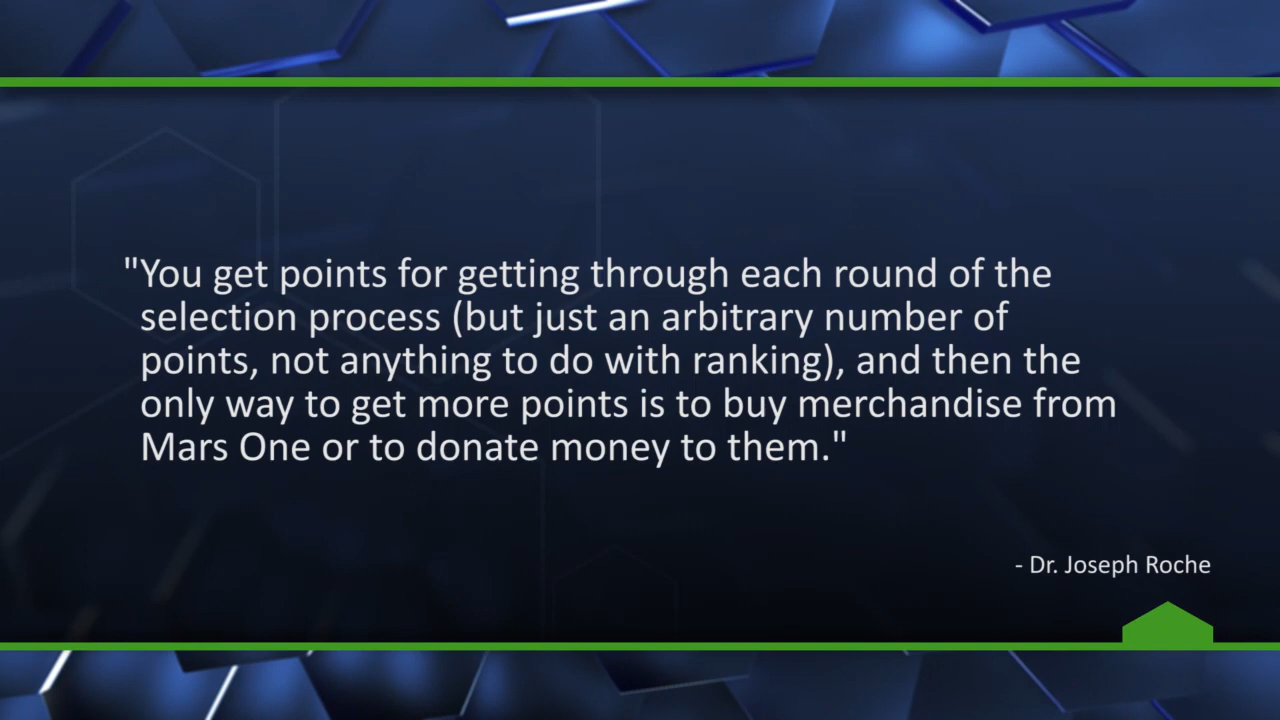 "You get points for getting through each round of the
selection process (but just an arbitrary number of
points, not anything to do with ranking), and then the
only way to get more points is to buy merchandise from
Mars One or to donate money to them."
- Dr. Joseph Roche